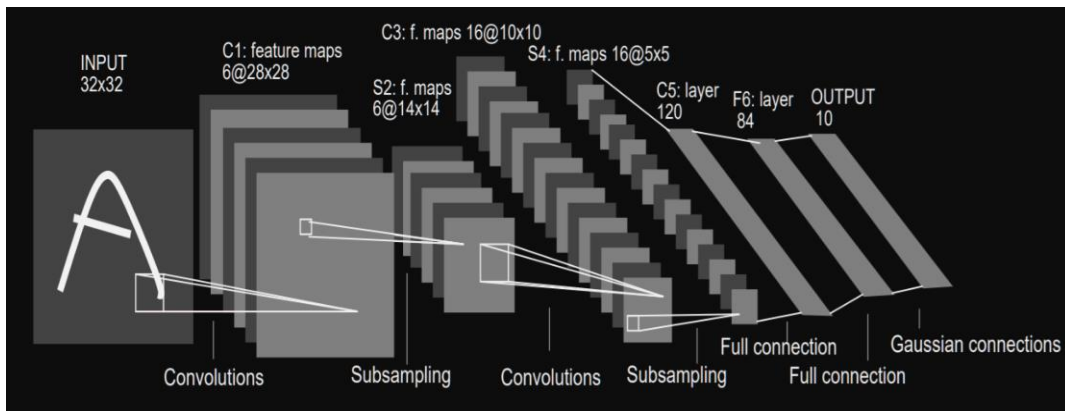 INPUT
32x32
C1: feature maps
6@28x28
S2: f. maps
6@14x14
C3: f. maps 16@10x10
S4: f. maps 16@5x5
C5: layer
120
F6: layer
84
OUTPUT
10
A
Convolutions
Subsampling
Convolutions
Subsampling
Full connection
Full connection
Gaussian connections